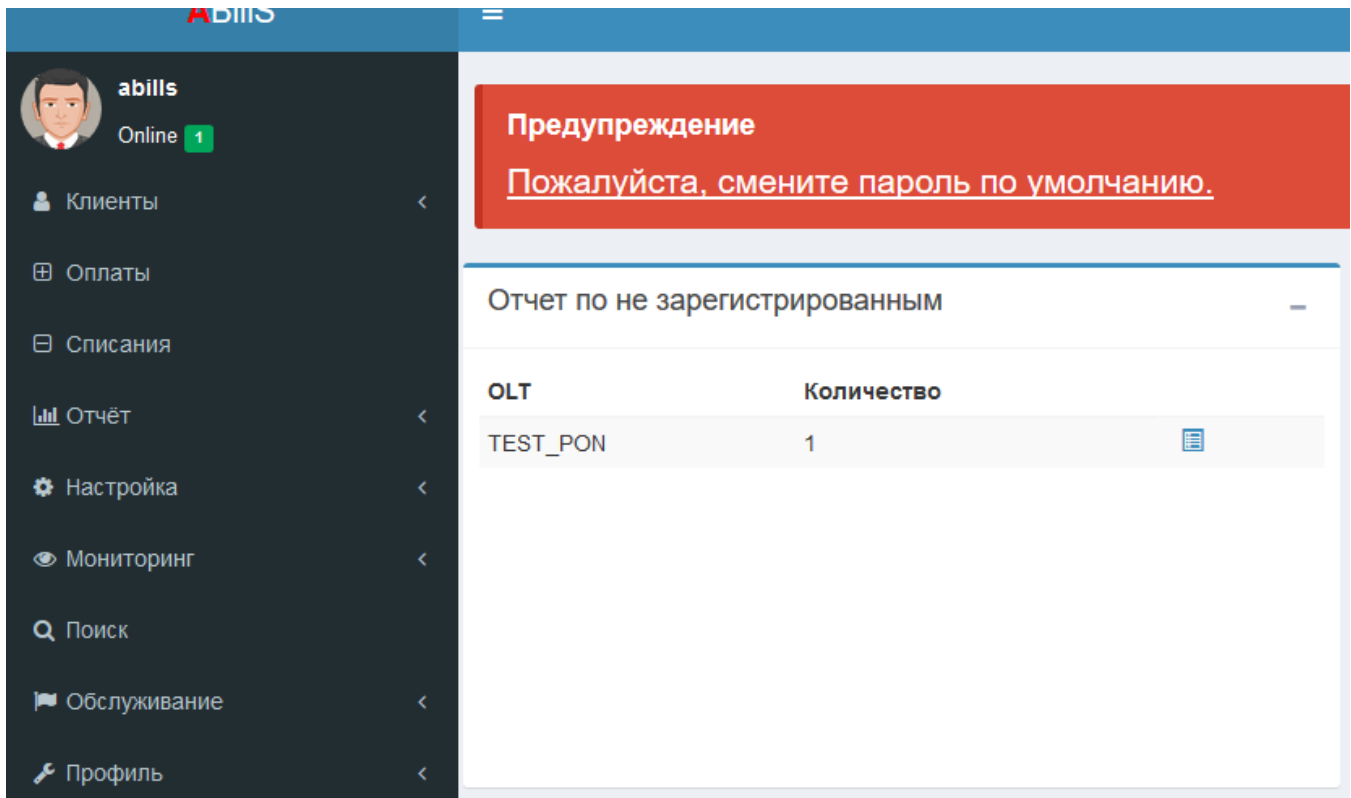 ABillS
abills
Online 1
Клиенты
Оплаты
Списания
Отчёт
Настройка
Мониторинг
Поиск
Обслуживание
Профиль
Предупреждение
Пожалуйста, смените пароль по умолчанию.
Отчет по не зарегистрированным
OLT Количество
TEST_PON 1